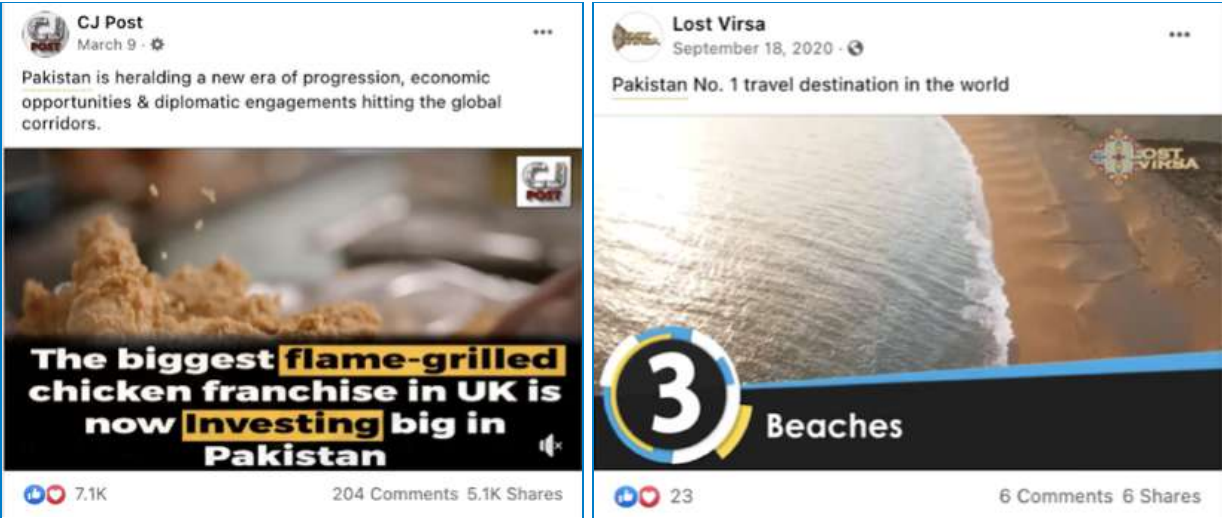 CJ Post
March 9 ·
Pakistan is heralding a new era of progression, economic
opportunities & diplomatic engagements hitting the global
corridors.
CJ
POST
The biggest flame-grilled
chicken franchise in UK is
now Investing big in
Pakistan
7.1K
204 Comments 5.1K Shares
Lost Virsa
September 18, 2020 ·
Pakistan No. 1 travel destination in the world
LOST
VIRSA
3
Beaches
23
6 Comments 6 Shares